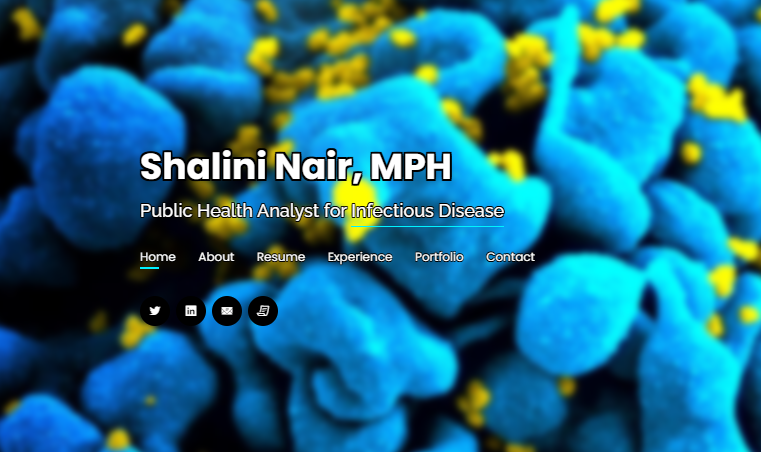 Shalini Nair, MPH
Public Health Analyst for Infectious Disease
Home About Resume Experience Portfolio Contact